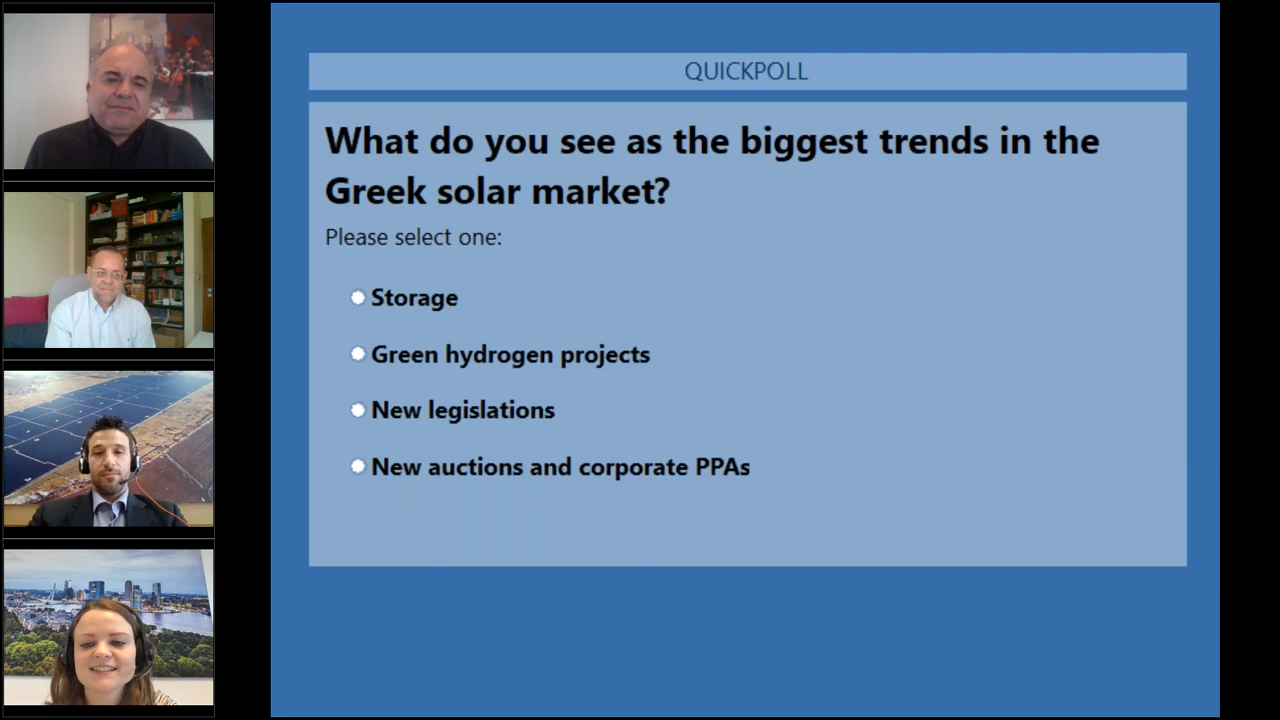 QUICKPOLL
What do you see as the biggest trends in the
Greek solar market?
Please select one:
Storage
Green hydrogen projects
New legislations
New auctions and corporate PPAs